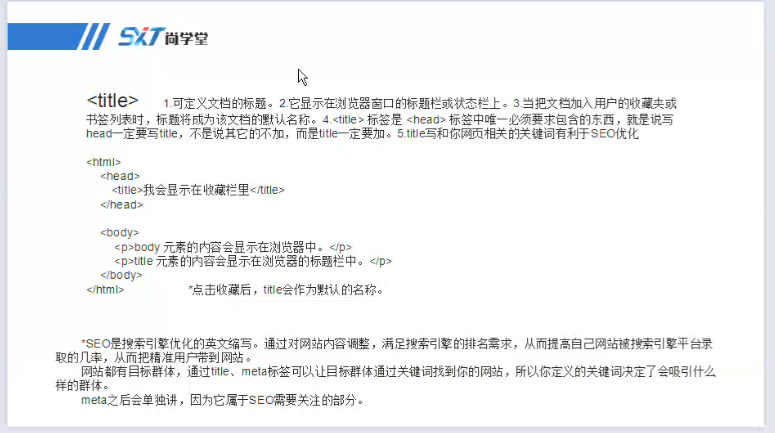 SXT尚学堂
<title> 1.可定义文档的标题。2.它显示在浏览器窗口的标题栏或状态栏上。3.当把文档加入用户的收藏夹或
书签列表时，标题将成为该文档的默认名称。4.<title> 标签是 <head> 标签中唯一必须要求包含的东西，就是说写
head一定要写title，不是说其它的不加，而是title一定要加。5.title写和你网页相关的关键词有利于SEO优化
<html>
<head>
<title>我会显示在收藏栏里</title>
</head>
<body>
<p>body 元素的内容会显示在浏览器中。</p>
<p>title 元素的内容会显示在浏览器的标题栏中。</p>
</body>
</html> *点击收藏后，title会作为默认的名称。
*SEO是搜索引擎优化的英文缩写。通过对网站内容调整，满足搜索引擎的排名需求，从而提高自己网站被搜索引擎平台录
取的几率，从而把精准用户带到网站。
网站都有目标群体，通过title、meta标签可以让目标群体通过关键词找到你的网站，所以你定义的关键词决定了会吸引什么
样的群体。
meta之后会单独讲，因为它属于SEO需要关注的部分。